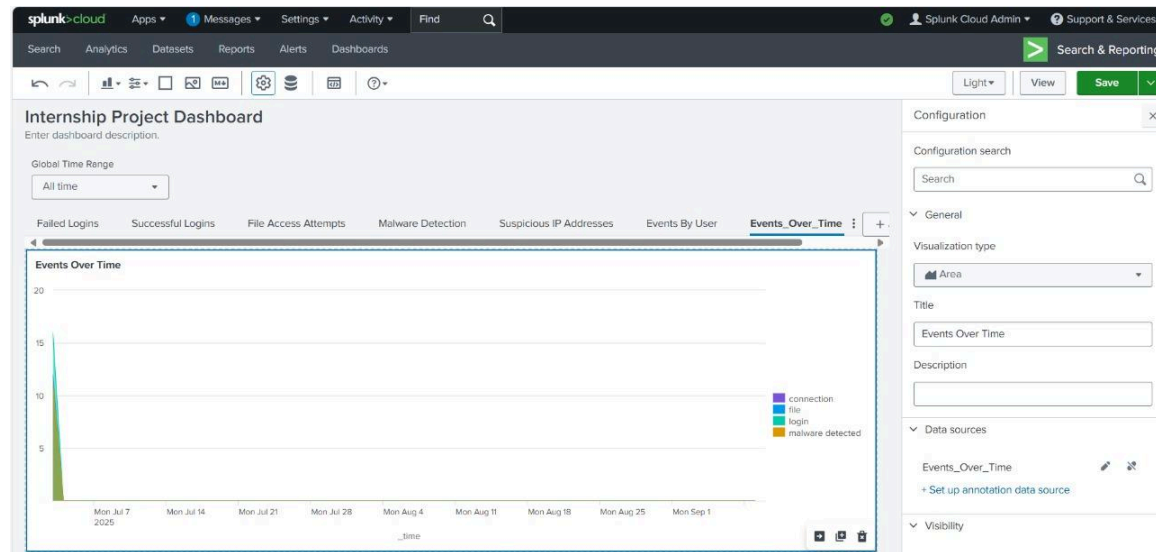 splunk>cloud Apps 1 Messages Settings Activity Find Splunk Cloud Admin Support & Services
Search Analytics Datasets Reports Alerts Dashboards Search & Reporting
M Light View Save
Internship Project Dashboard
Enter dashboard description.
Global Time Range
All time
Failed Logins Successful Logins File Access Attempts Malware Detection Suspicious IP Addresses Events By User Events_Over_Time +
Events Over Time
20
15
10
5
connection
file
login
malware detected
Mon Jul 7 Mon Jul 14 Mon Jul 21 Mon Jul 28 Mon Aug 4 Mon Aug 11 Mon Aug 18 Mon Aug 25 Mon Sep 1
2025
_time
Configuration
Configuration search
Search
General
Visualization type
Area
Title
Events Over Time
Description
Data sources
Events_Over_Time
+ Set up annotation data source
Visibility